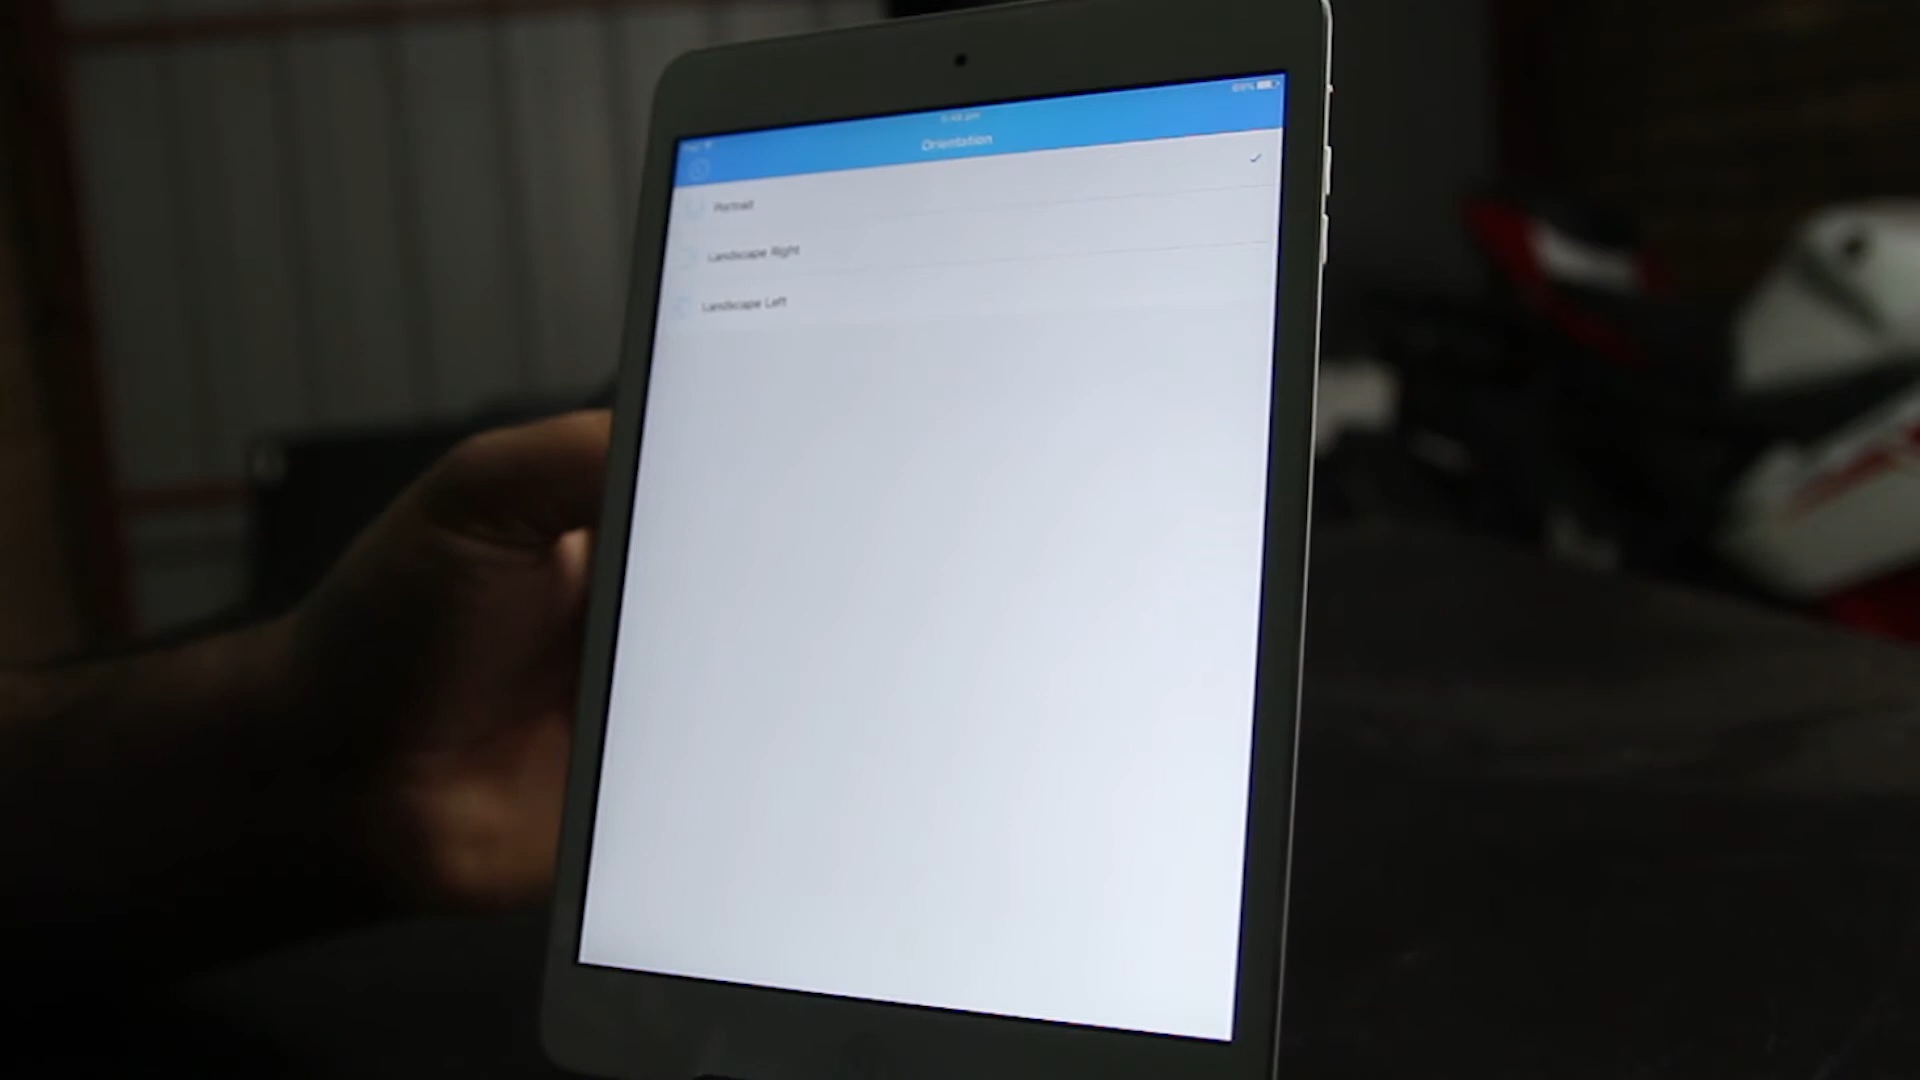 Orientation
Portrait
Landscape Right
Landscape Left